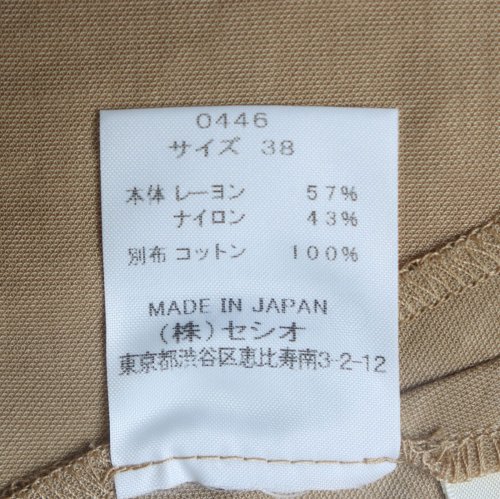 0446
サイズ 38
本体 レーヨン 57%
ナイロン 43%
別布 コットン 100%
MADE IN JAPAN
(株)セシオ
東京都渋谷区恵比寿南3-2-12